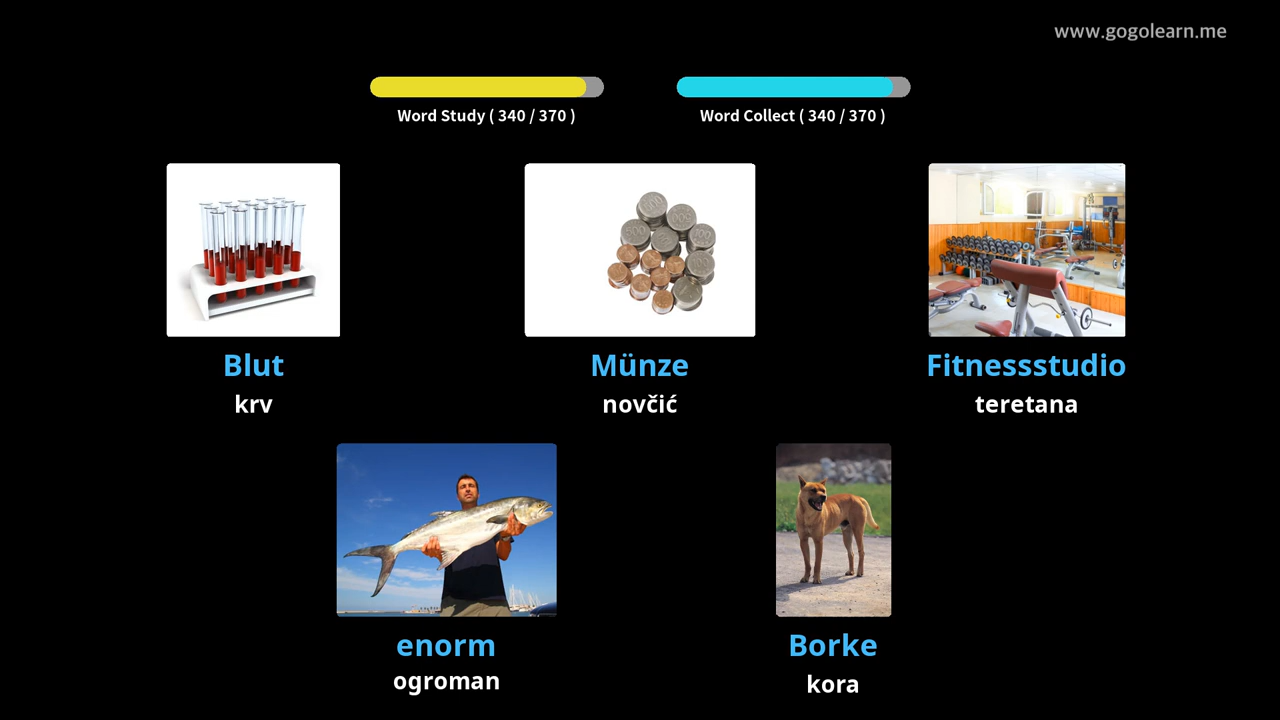 www.gogolearn.me
Word Study ( 340 / 370 )
Word Collect ( 340 / 370 )
Blut
krv
Münze
novčić
Fitnessstudio
teretana
enorm
ogroman
Borke
kora